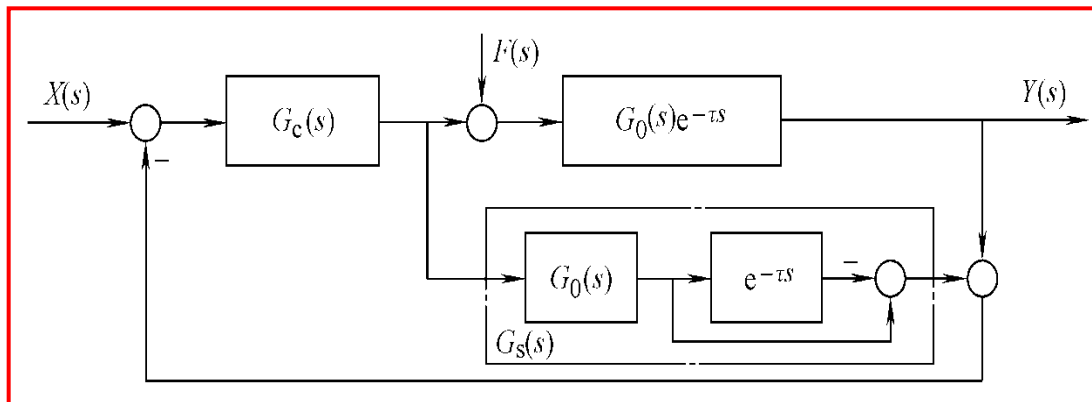 F(s)
X(s)
Y(s)
G_c(s)
G_0(s)e^{-τs}
−
G_0(s)
e^{-τs}
−
G_s(s)